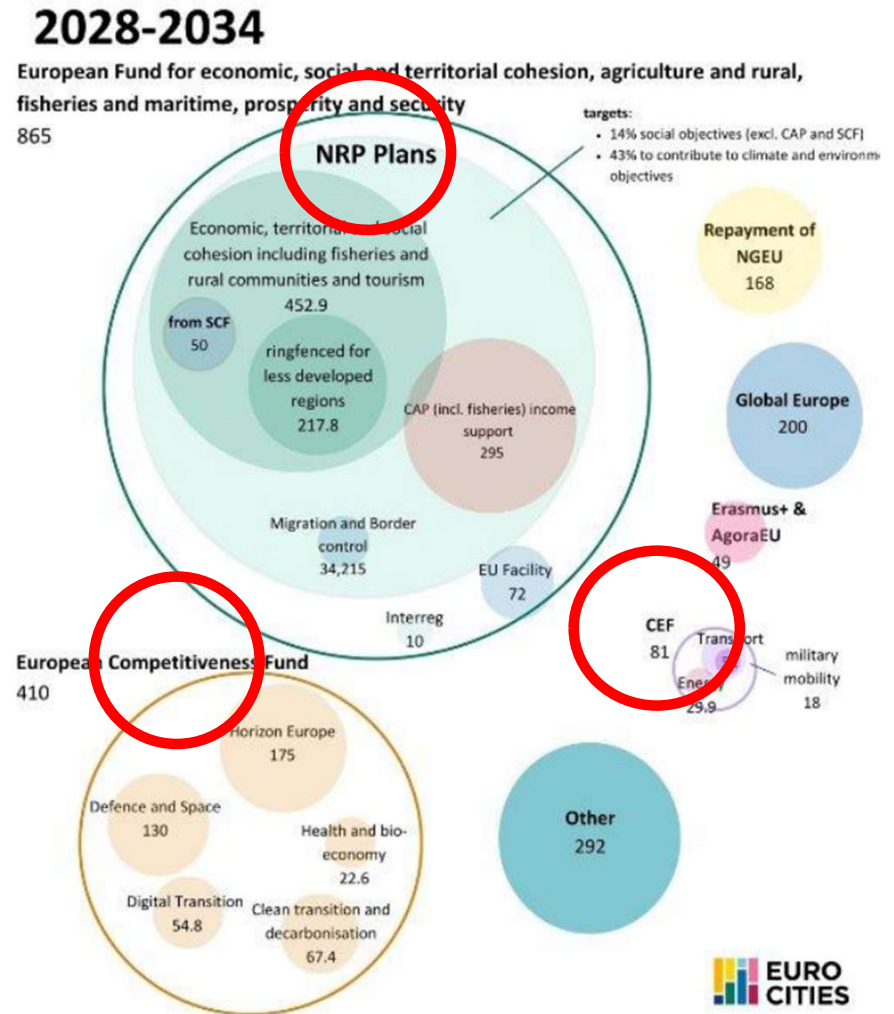 2028-2034
European Fund for economic, social and territorial cohesion, agriculture and rural,
fisheries and maritime, prosperity and security
865
targets:
• 14% social objectives (excl. CAP and SCF)
• 43% to contribute to climate and environm
objectives
NRP Plans
Economic, territorial and social
cohesion including fisheries and
rural communities and tourism
452.9
from SCF
50
ringfenced for
less developed
regions
217.8
CAP (incl. fisheries) income
support
295
Migration and Border
control
34,215
EU Facility
72
Interreg
10
Repayment of
NGEU
168
Global Europe
200
Erasmus+ &
AgoraEU
49
CEF
81
Transport
Energy
29.9
military
mobility
18
European Competitiveness Fund
410
Horizon Europe
175
Defence and Space
130
Health and bio-
economy
22.6
Digital Transition
54.8
Clean transition and
decarbonisation
67.4
Other
292
EURO
CITIES